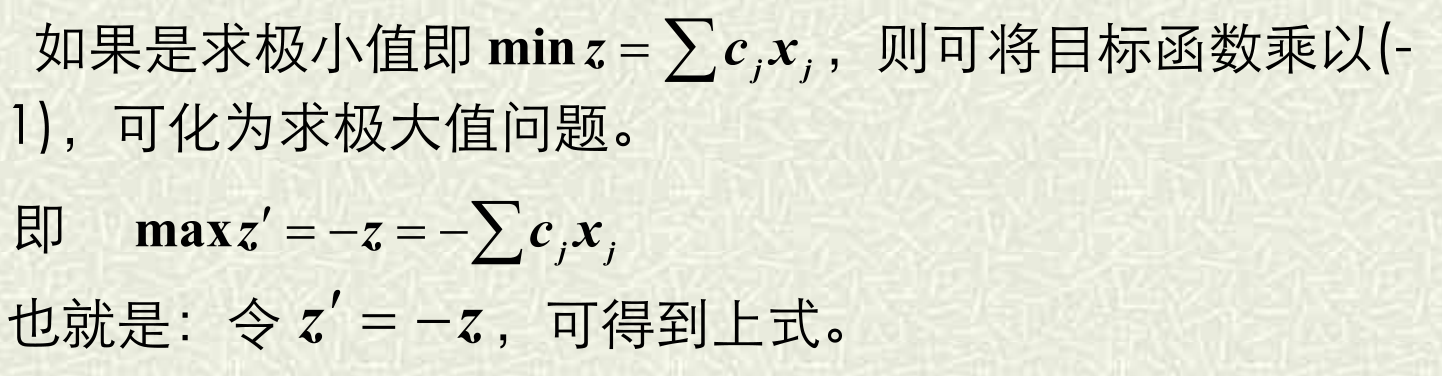 如果是求极小值即 min z = ∑ c_j x_j，则可将目标函数乘以(-
1)，可化为求极大值问题。
即 max z′ = −z = −∑ c_j x_j
也就是：令 z′ = −z，可得到上式。